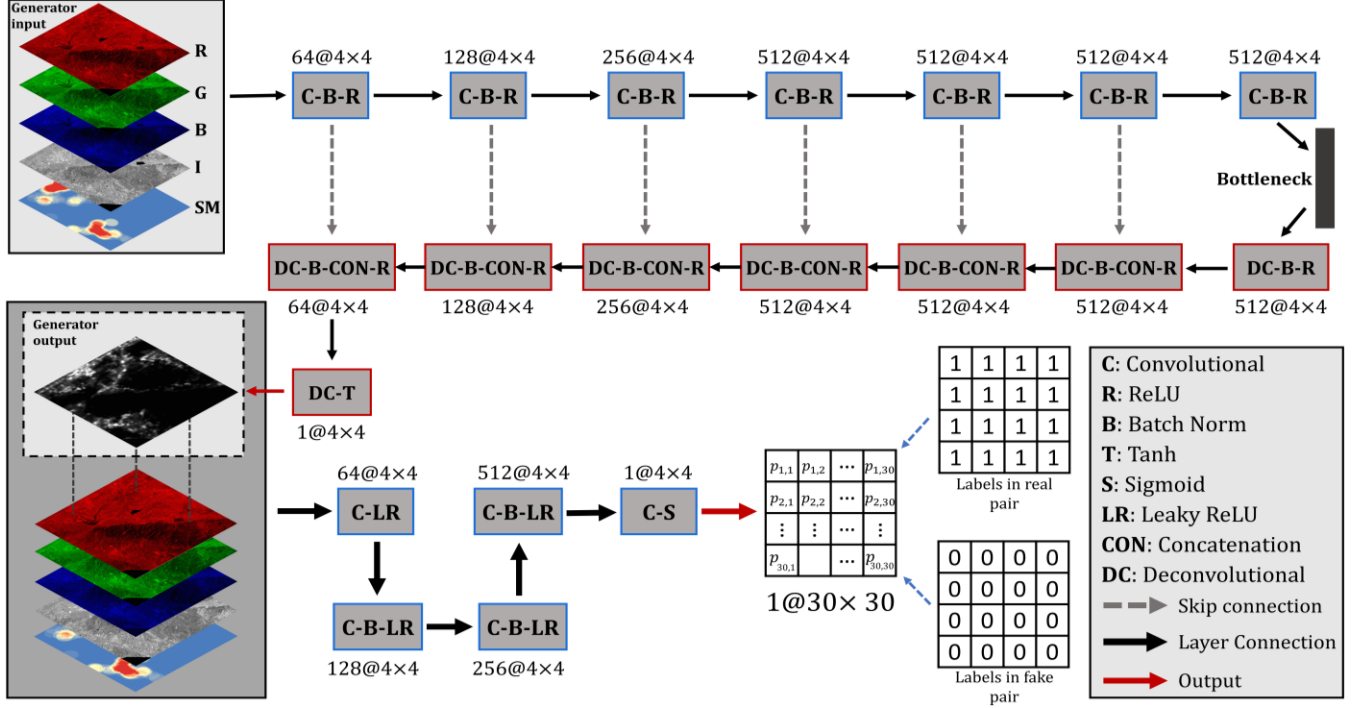 Generator
input
R
G
B
I
SM
64@4×4
128@4×4
256@4×4
512@4×4
512@4×4
512@4×4
512@4×4
C-B-R
C-B-R
C-B-R
C-B-R
C-B-R
C-B-R
C-B-R
Bottleneck
DC-B-CON-R
DC-B-CON-R
DC-B-CON-R
DC-B-CON-R
DC-B-CON-R
DC-B-CON-R
DC-B-R
64@4×4
128@4×4
256@4×4
512@4×4
512@4×4
512@4×4
512@4×4
Generator
output
DC-T
1@4×4
64@4×4
C-LR
C-B-LR
128@4×4
C-B-LR
256@4×4
512@4×4
C-B-LR
1@4×4
C-S
p1,1 p1,2 ⋯ p1,30
p2,1 p2,2 ⋯ p2,30
⋮ ⋮ ⋮ ⋮
p30,1 ⋯ p30,30
1@30× 30
1 1 1 1
1 1 1 1
1 1 1 1
1 1 1 1
Labels in real
pair
0 0 0 0
0 0 0 0
0 0 0 0
0 0 0 0
Labels in fake
pair
C: Convolutional
R: ReLU
B: Batch Norm
T: Tanh
S: Sigmoid
LR: Leaky ReLU
CON: Concatenation
DC: Deconvolutional
Skip connection
Layer Connection
Output